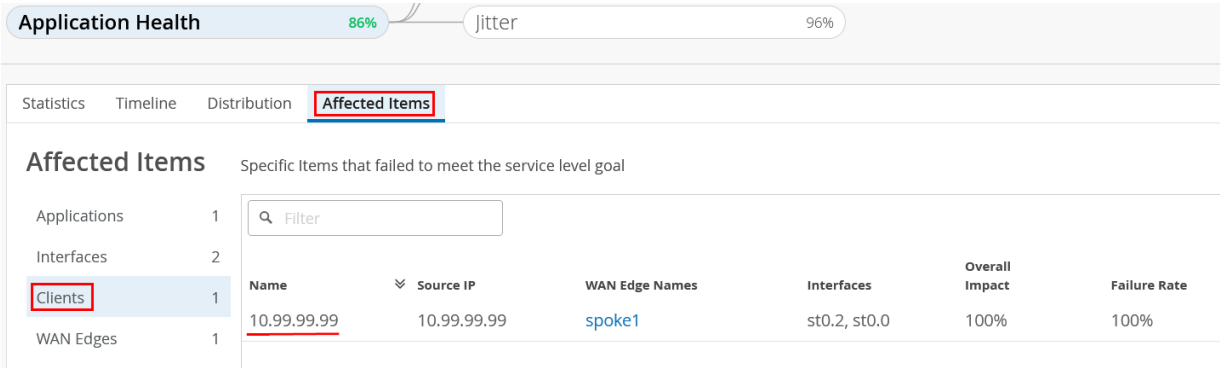 Application Health 86% Jitter 96%
Statistics Timeline Distribution Affected Items
Affected Items
Specific Items that failed to meet the service level goal
Applications 1
Interfaces 2
Clients 1
WAN Edges 1
Filter
Name Source IP WAN Edge Names Interfaces Overall Impact Failure Rate
10.99.99.99 10.99.99.99 spoke1 st0.2, st0.0 100% 100%